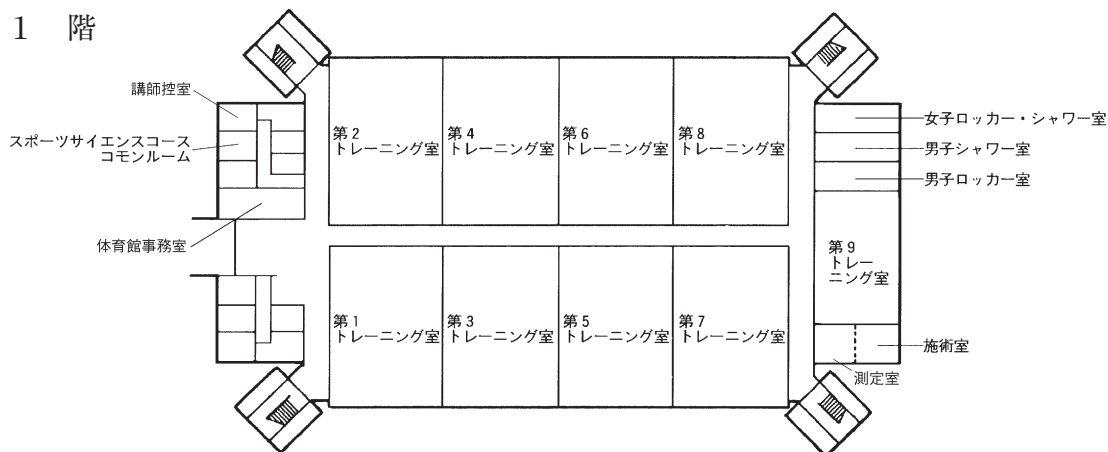 1 階
講師控室
スポーツサイエンスコース
コモンルーム
体育館事務室
第2
トレーニング室
第4
トレーニング室
第6
トレーニング室
第8
トレーニング室
女子ロッカー・シャワー室
男子シャワー室
男子ロッカー室
第9
トレー
ニング室
第1
トレーニング室
第3
トレーニング室
第5
トレーニング室
第7
トレーニング室
施術室
測定室